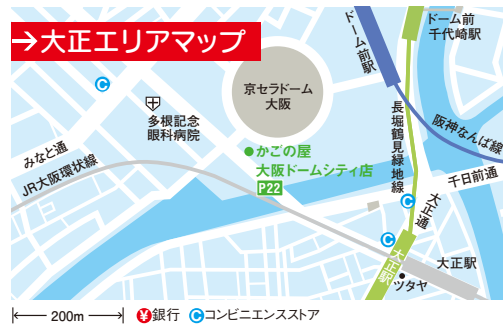 →大正エリアマップ
ドーム前駅
ドーム前
千代崎駅
京セラドーム
大阪
多根記念
眼科病院
長堀鶴見緑地線
阪神なんば線
みなと通
JR大阪環状線
かごの屋
大阪ドームシティ店
P22
千日前通
大正通
大正駅
大正駅
ツタヤ
200m
¥銀行
Cコンビニエンスストア